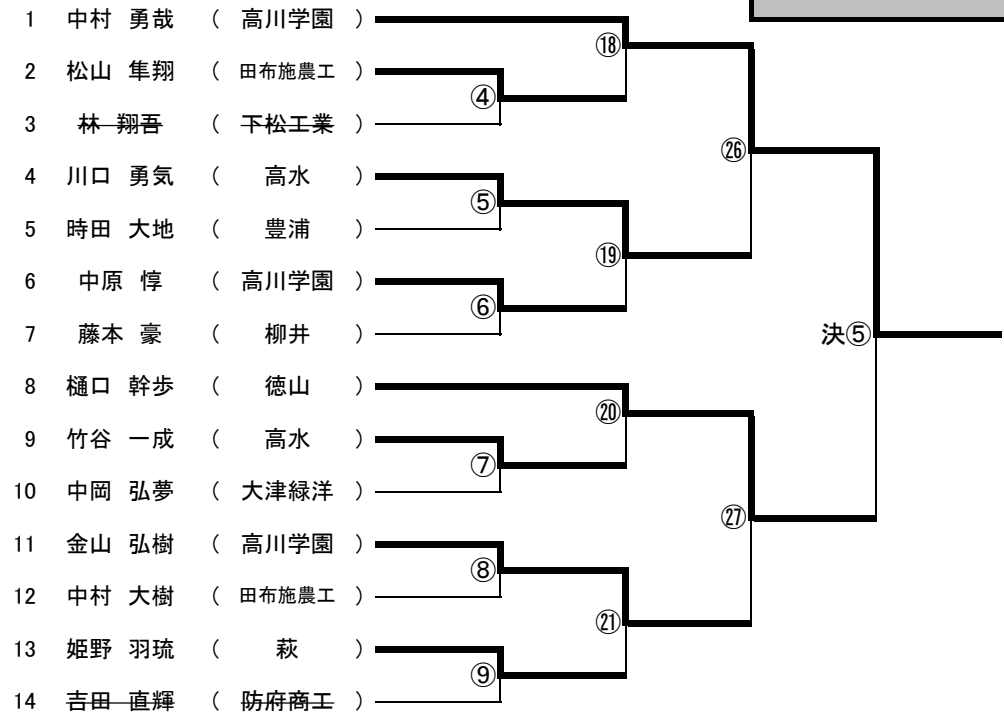 1 中村 勇哉 ( 高川学園 )
⑱
2 松山 隼翔 ( 田布施農工 )
④
3 林 翔吾 ( 下松工業 )
㉖
4 川口 勇気 ( 高水 )
⑤
5 時田 大地 ( 豊浦 )
⑲
6 中原 惇 ( 高川学園 )
⑥
7 藤本 豪 ( 柳井 )
決⑤
8 樋口 幹歩 ( 徳山 )
⑳
9 竹谷 一成 ( 高水 )
⑦
10 中岡 弘夢 ( 大津緑洋 )
㉗
11 金山 弘樹 ( 高川学園 )
⑧
12 中村 大樹 ( 田布施農工 )
㉑
13 姫野 羽琉 ( 萩 )
⑨
14 吉田 直輝 ( 防府商工 )